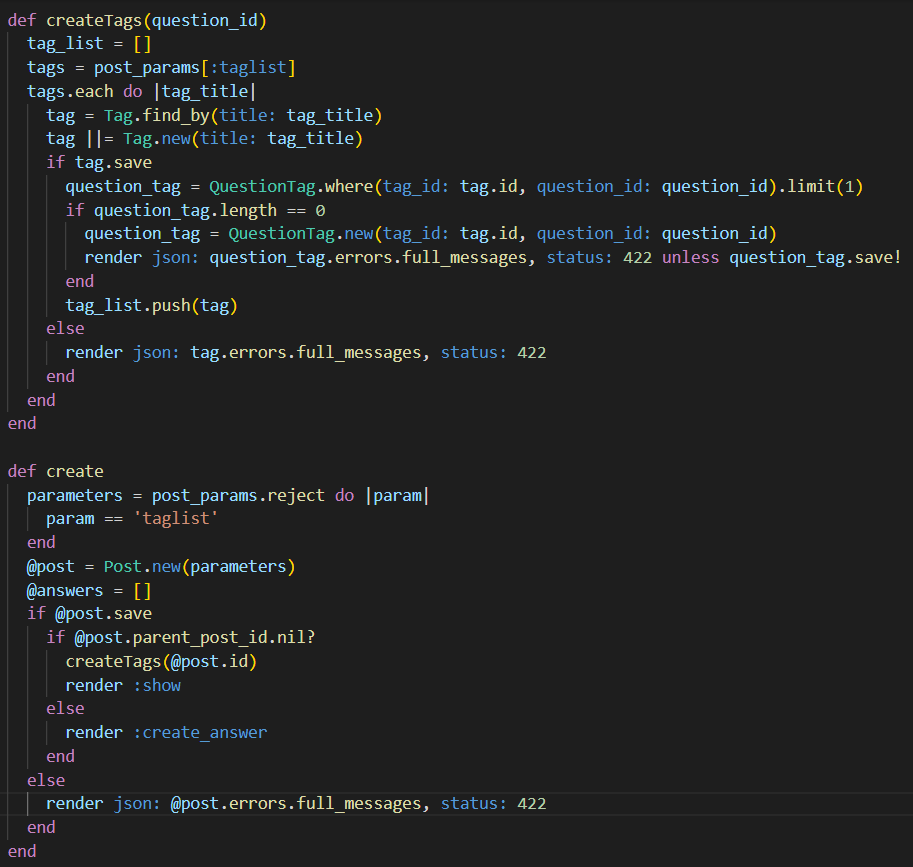 def createTags(question_id)
  tag_list = []
  tags = post_params[:taglist]
  tags.each do |tag_title|
    tag = Tag.find_by(title: tag_title)
    tag ||= Tag.new(title: tag_title)
    if tag.save
      question_tag = QuestionTag.where(tag_id: tag.id, question_id: question_id).limit(1)
      if question_tag.length == 0
        question_tag = QuestionTag.new(tag_id: tag.id, question_id: question_id)
        render json: question_tag.errors.full_messages, status: 422 unless question_tag.save!
      end
      tag_list.push(tag)
    else
      render json: tag.errors.full_messages, status: 422
    end
  end
end

def create
  parameters = post_params.reject do |param|
    param == 'taglist'
  end
  @post = Post.new(parameters)
  @answers = []
  if @post.save
    if @post.parent_post_id.nil?
      createTags(@post.id)
      render :show
    else
      render :create_answer
    end
  else
    render json: @post.errors.full_messages, status: 422
  end
end